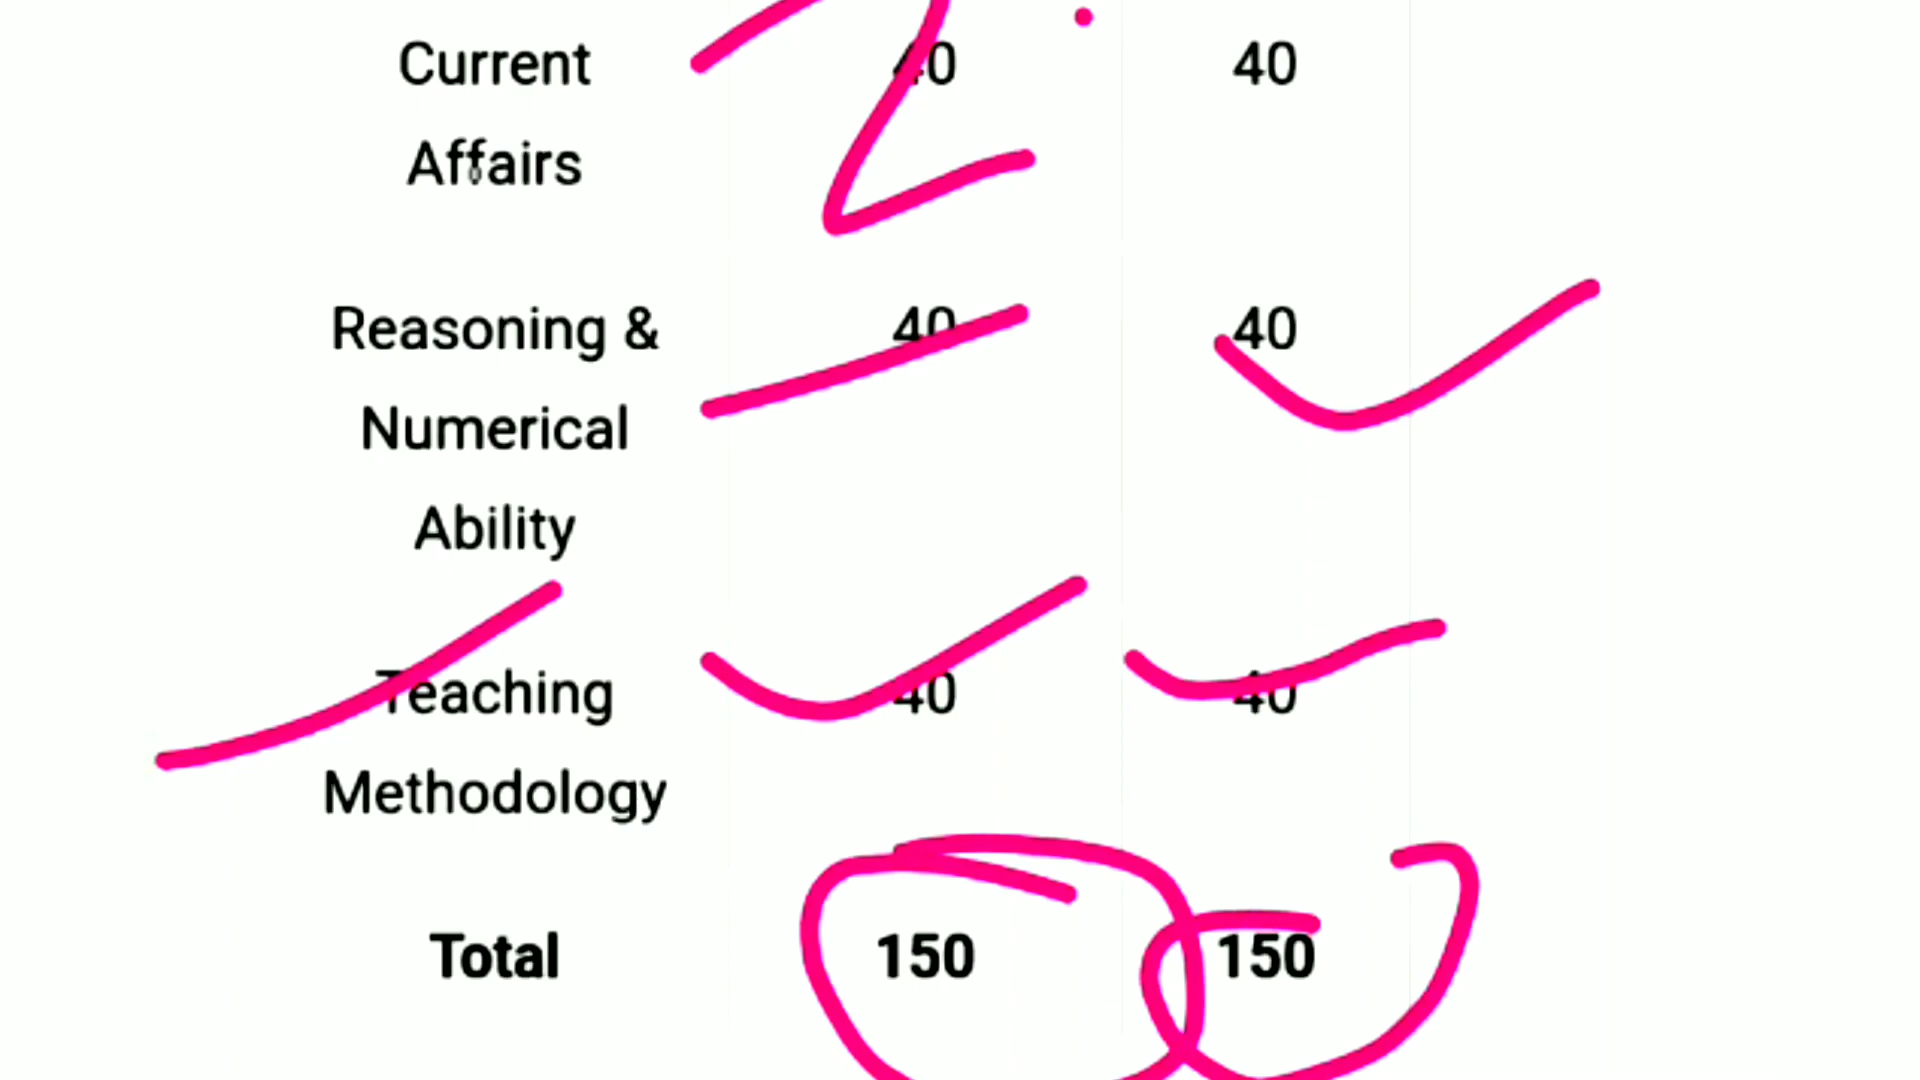 Current 40 40
Affairs
Reasoning & 40 40
Numerical
Ability
Teaching 40 40
Methodology
Total 150 150